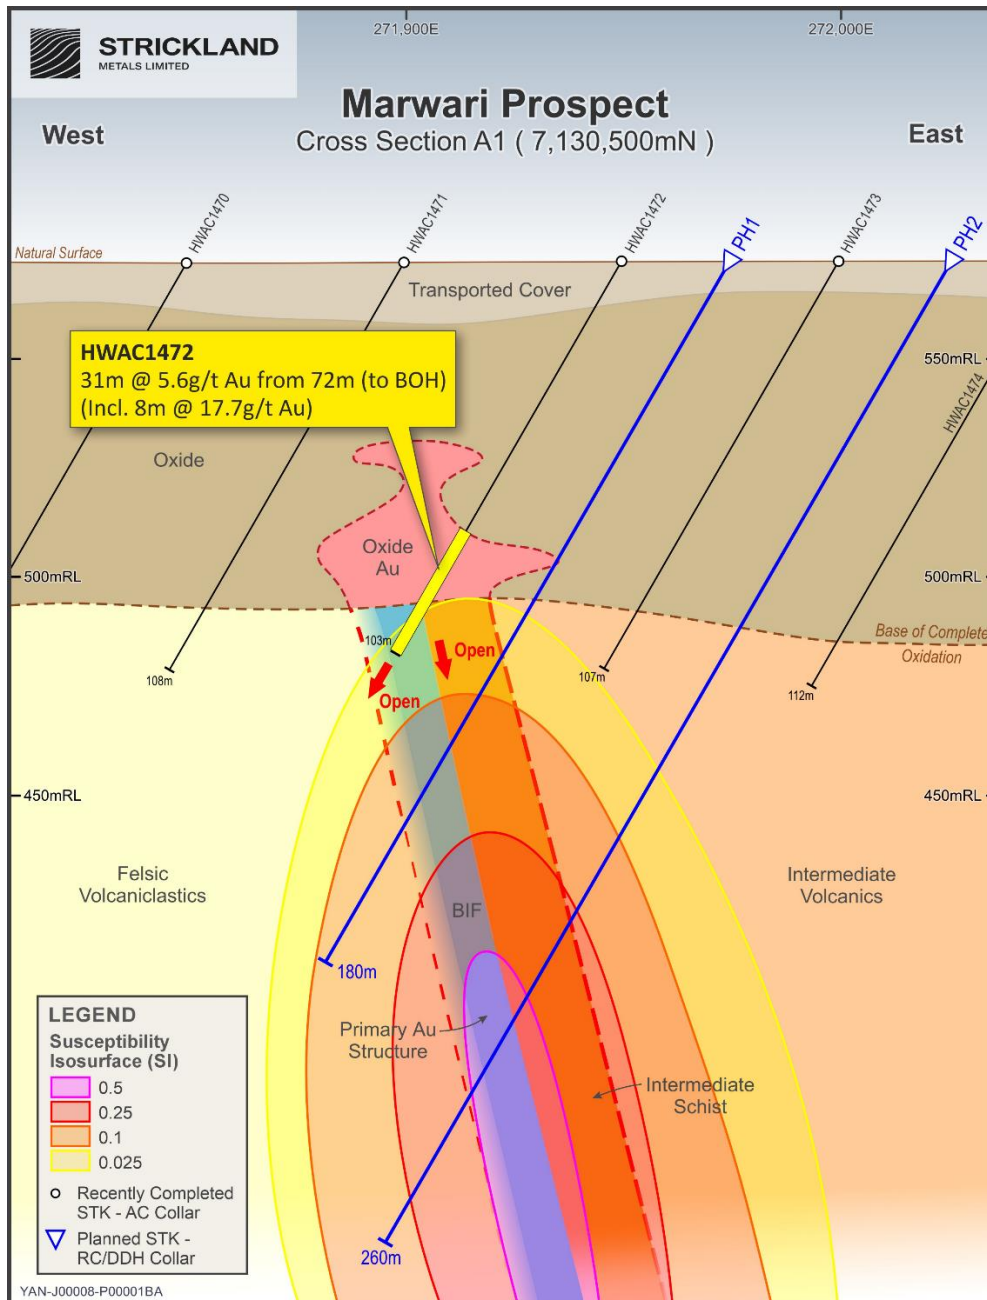 271,900E
272,000E
STRICKLAND
METALS LIMITED
Marwari Prospect
Cross Section A1 ( 7,130,500mN )
West
East
HWAC1470
HWAC1471
HWAC1472
PH1
HWAC1473
PH2
Natural Surface
Transported Cover
HWAC1472
31m @ 5.6g/t Au from 72m (to BOH)
(Incl. 8m @ 17.7g/t Au)
550mRL
HWAC1474
Oxide
Oxide
Au
500mRL
500mRL
Base of Complete
Oxidation
103m
Open
Open
108m
107m
112m
450mRL
450mRL
Felsic
Volcaniclastics
Intermediate
Volcanics
BIF
180m
Primary Au
Structure
Intermediate
Schist
260m
LEGEND
Susceptibility
Isosurface (SI)
0.5
0.25
0.1
0.025
Recently Completed
STK - AC Collar
Planned STK -
RC/DDH Collar
YAN-J00008-P00001BA